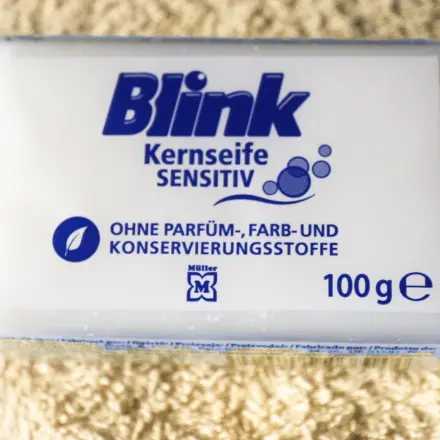 Blink
Kernseife
SENSITIV
OHNE PARFÜM-, FARB- UND
KONSERVIERUNGSSTOFFE
Müller
M
100 g ℮